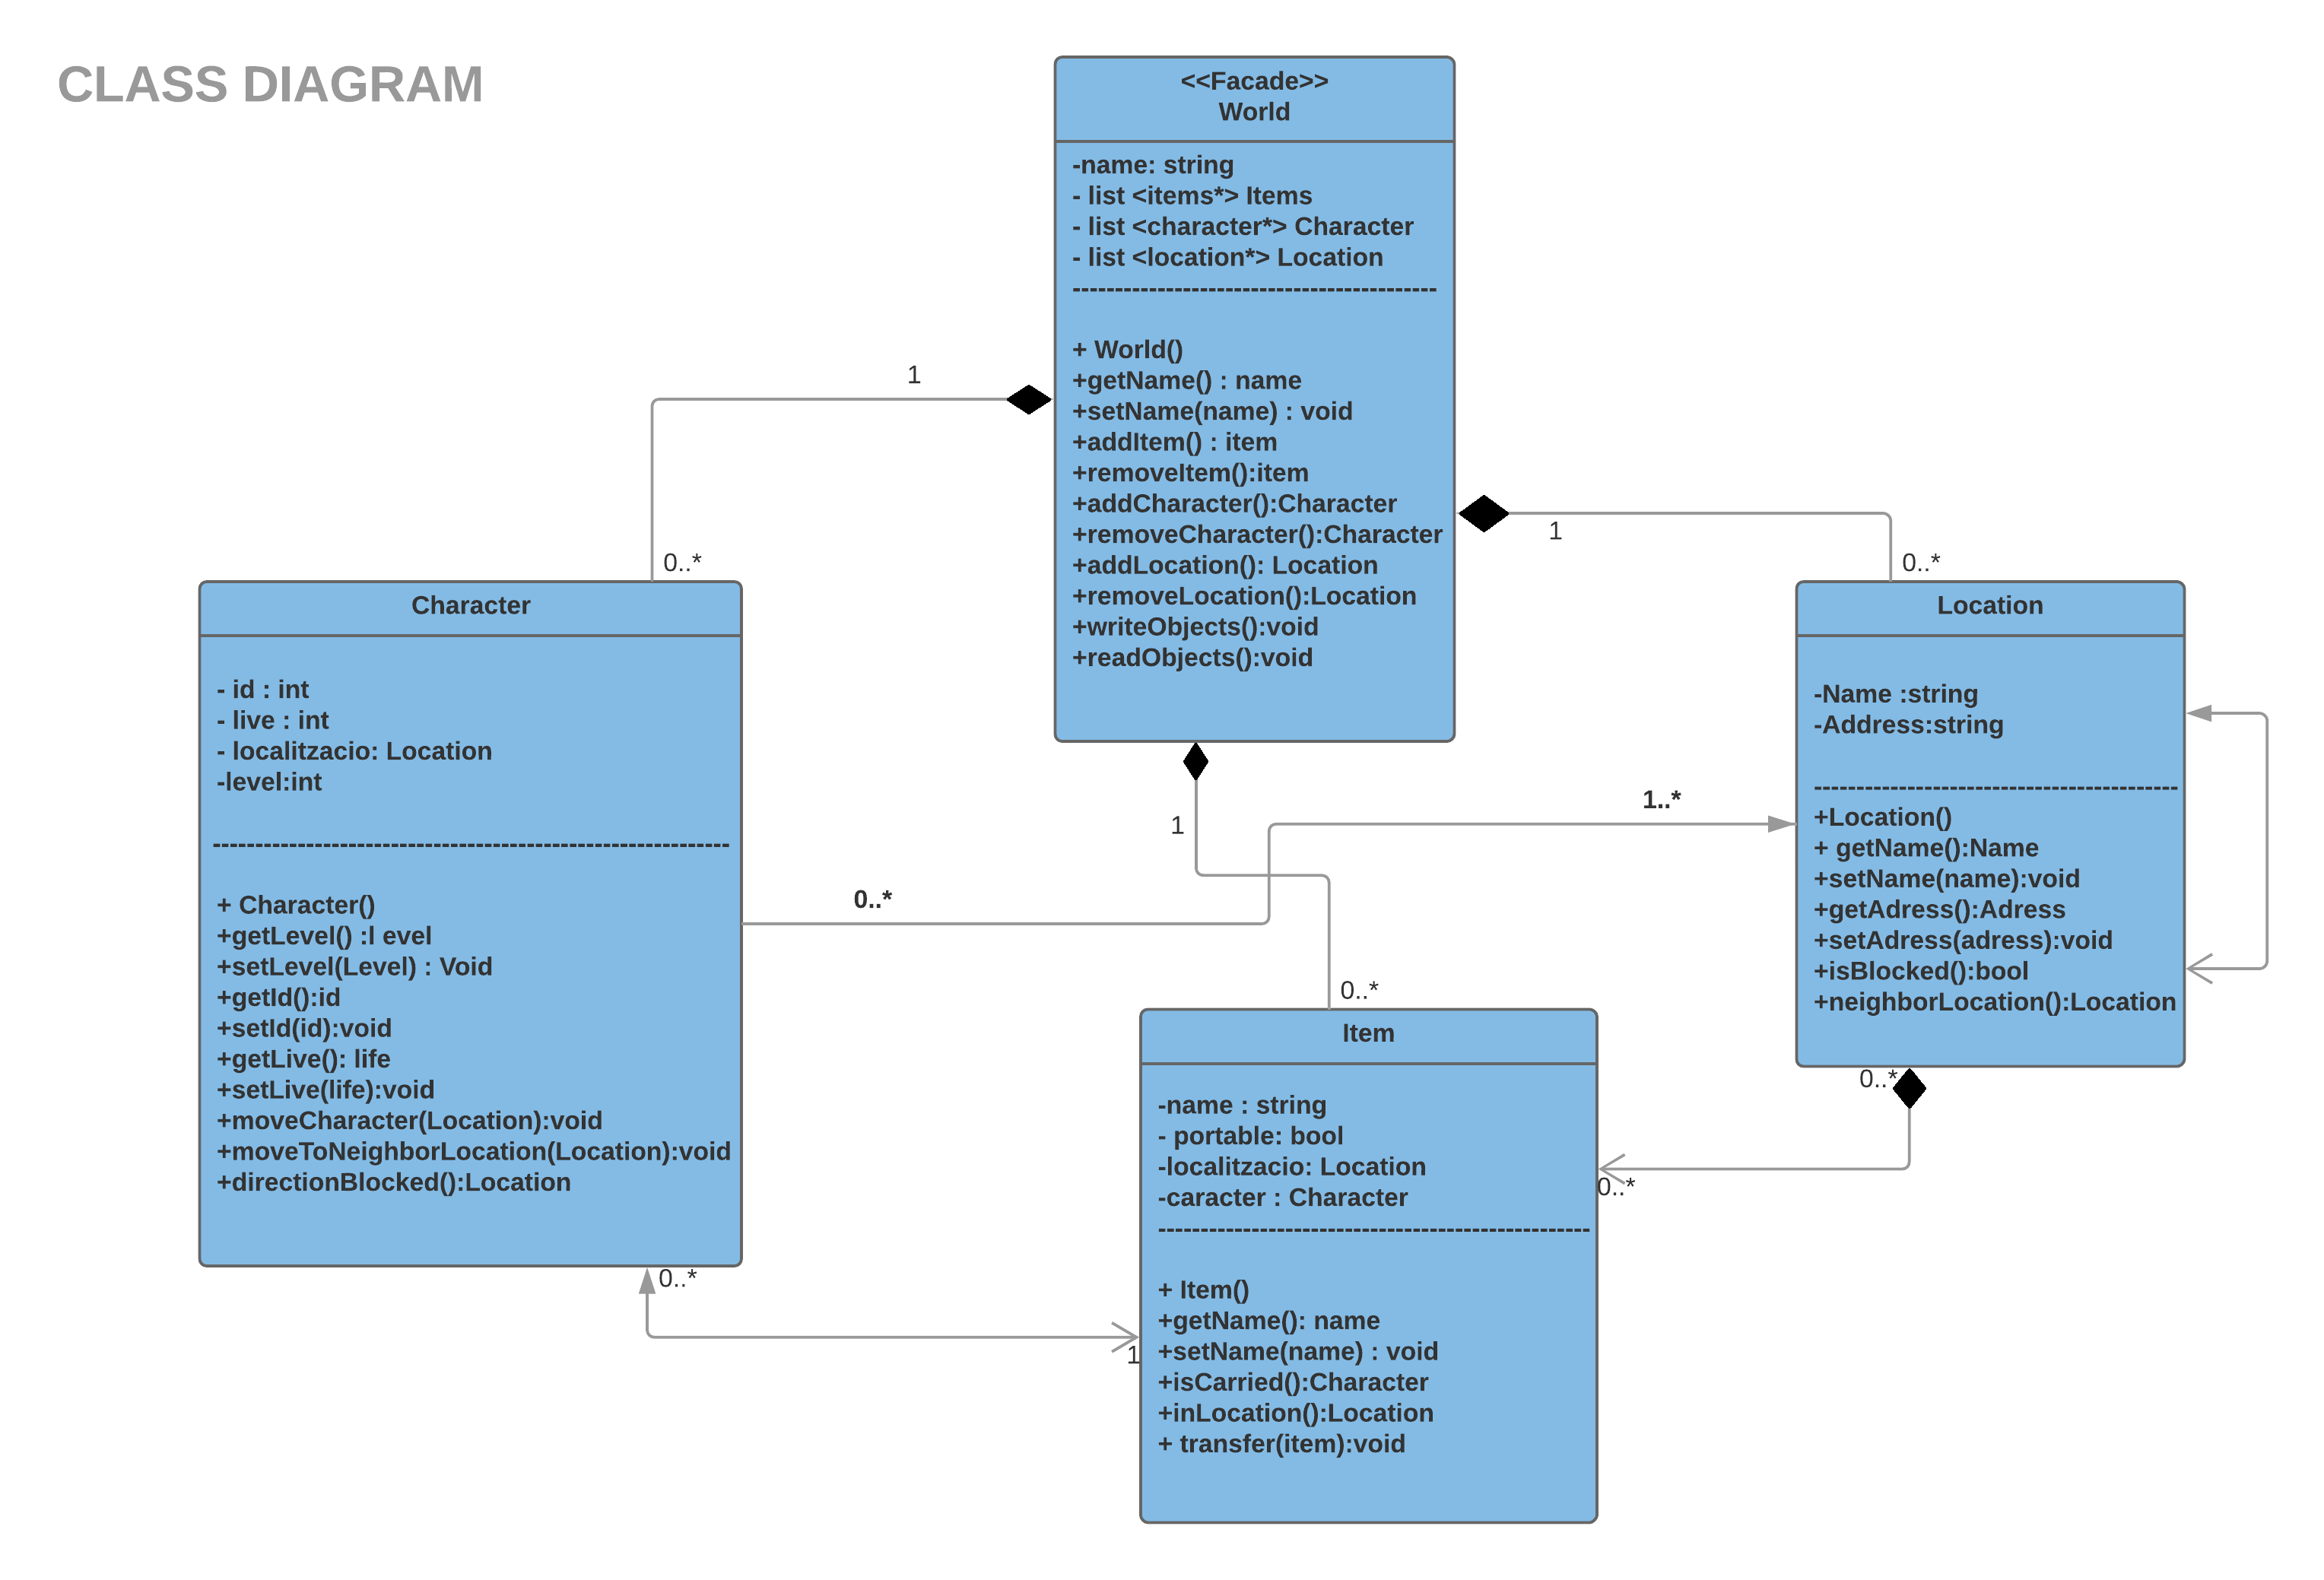 CLASS DIAGRAM
<<Facade>>
World
-name: string
- list <items*> Items
- list <character*> Character
- list <location*> Location
-------------------------------------------
+ World()
+getName() : name
+setName(name) : void
+addItem() : item
+removeItem():item
+addCharacter():Character
+removeCharacter():Character
+addLocation(): Location
+removeLocation():Location
+writeObjects():void
+readObjects():void
1
0..*
1
0..*
1
0..*
Character
- id : int
- live : int
- localitzacio: Location
-level:int
-------------------------------------------------------------
+ Character()
+getLevel() :l evel
+setLevel(Level) : Void
+getId():id
+setId(id):void
+getLive(): life
+setLive(life):void
+moveCharacter(Location):void
+moveToNeighborLocation(Location):void
+directionBlocked():Location
0..*
1..*
Location
-Name :string
-Address:string
-------------------------------------------
+Location()
+ getName():Name
+setName(name):void
+getAdress():Adress
+setAdress(adress):void
+isBlocked():bool
+neighborLocation():Location
0..*
0..*
Item
-name : string
- portable: bool
-localitzacio: Location
-caracter : Character
---------------------------------------------------
+ Item()
+getName(): name
+setName(name) : void
+isCarried():Character
+inLocation():Location
+ transfer(item):void
0..*
1